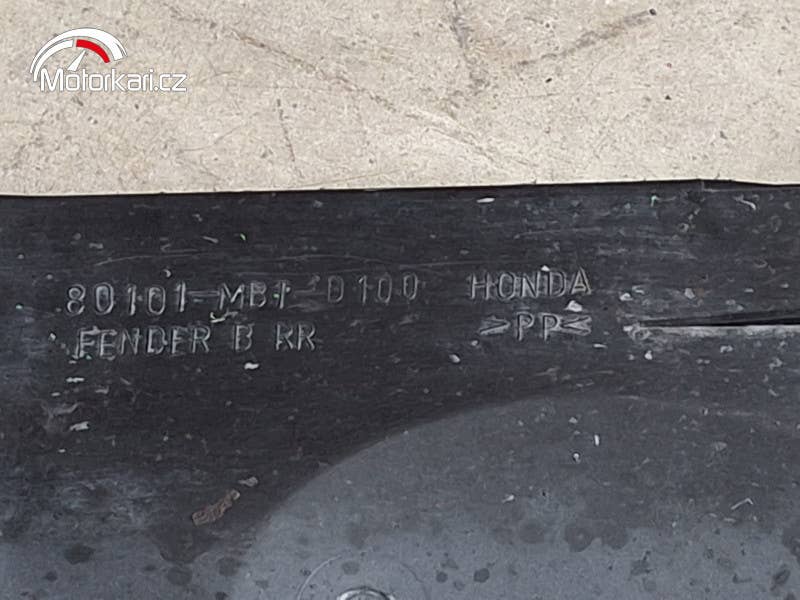 Motorkari.cz
80101-MB1-0100 HONDA
FENDER B RR >PP<